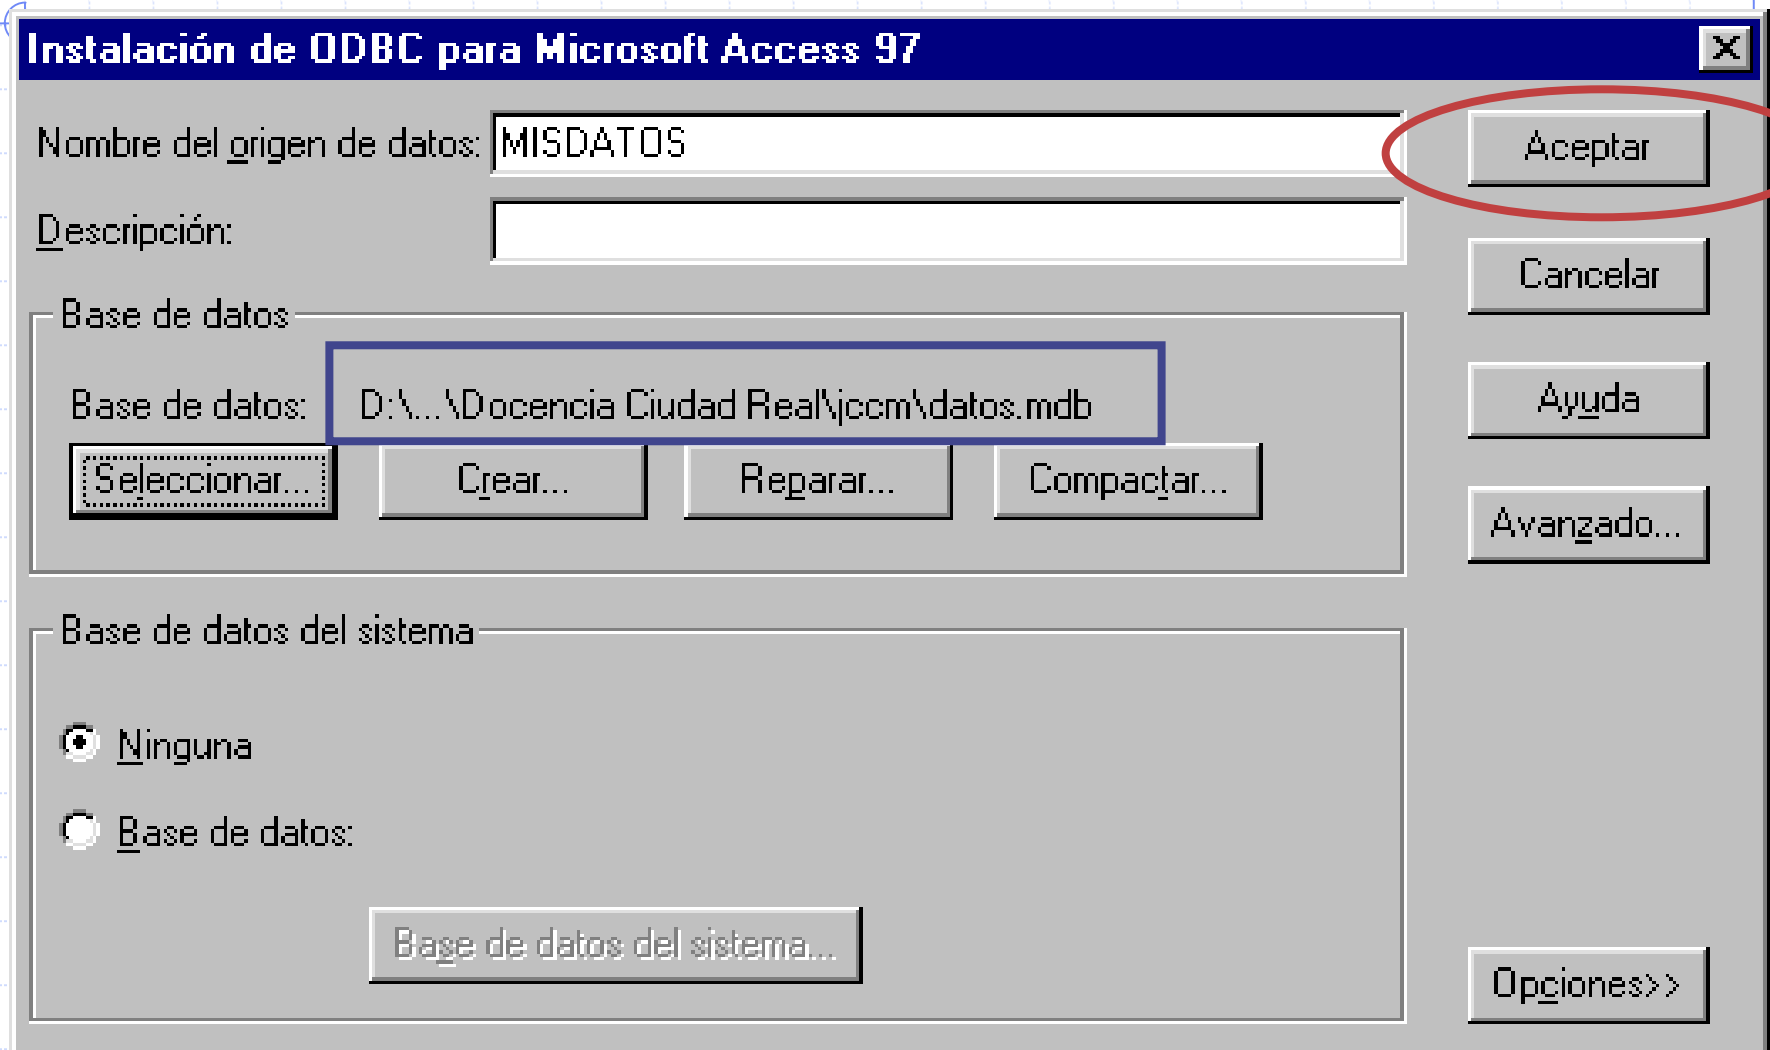 Instalación de ODBC para Microsoft Access 97
Nombre del origen de datos: MISDATOS
Aceptar
Descripción:
Cancelar
Base de datos
Base de datos: D:\...\Docencia Ciudad Real\jccm\datos.mdb
Ayuda
Seleccionar... Crear... Reparar... Compactar...
Avanzado...
Base de datos del sistema
Ninguna
Base de datos:
Base de datos del sistema...
Opciones>>